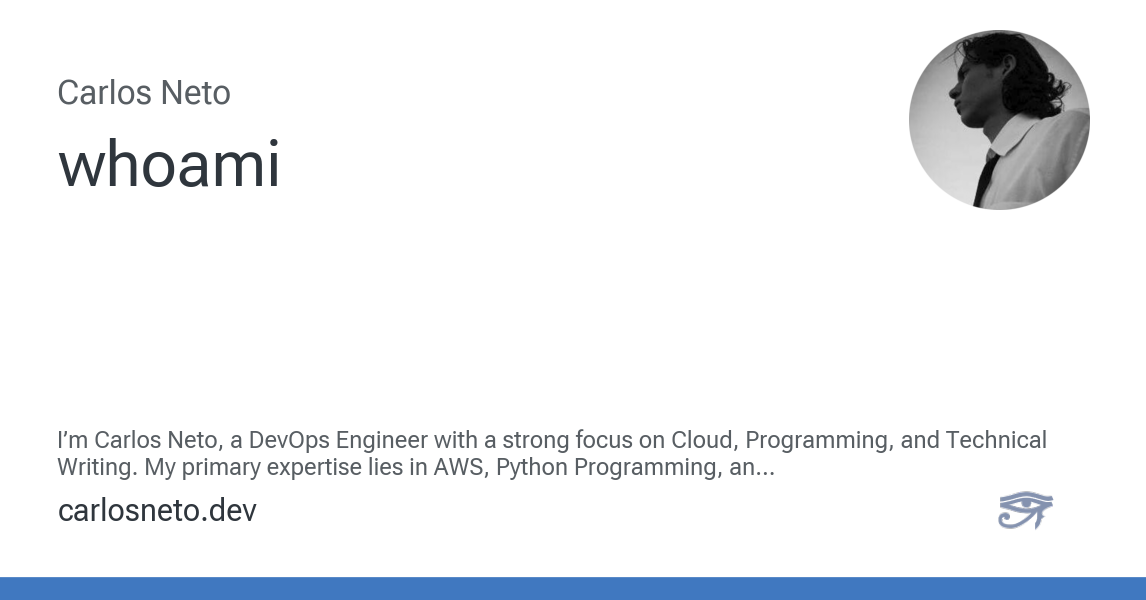 Carlos Neto
whoami
I’m Carlos Neto, a DevOps Engineer with a strong focus on Cloud, Programming, and Technical
Writing. My primary expertise lies in AWS, Python Programming, an...
carlosneto.dev